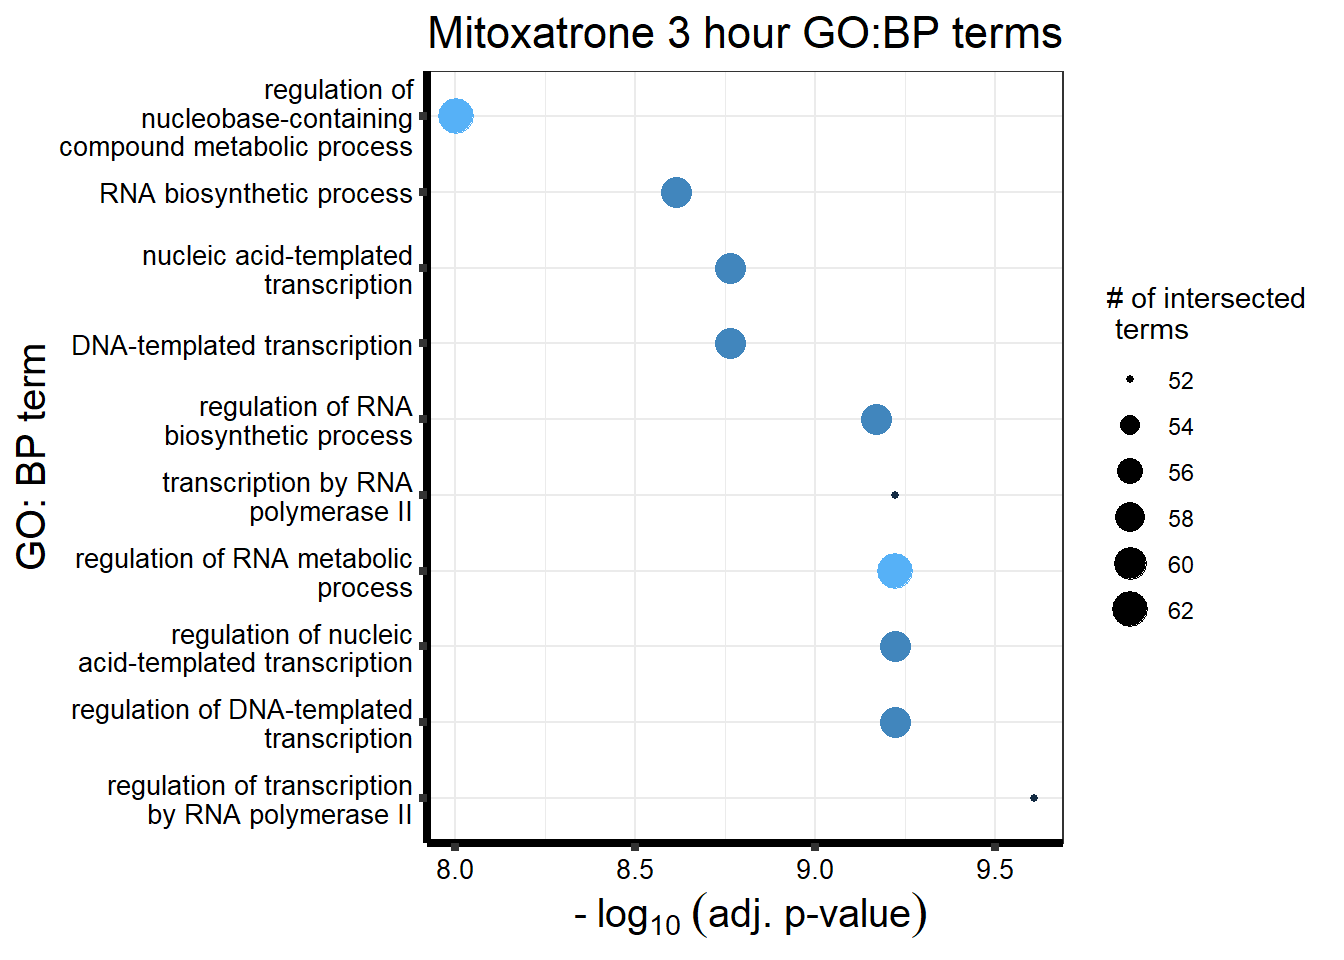 Mitoxatrone 3 hour GO:BP terms
regulation of
nucleobase-containing
compound metabolic process
RNA biosynthetic process
nucleic acid-templated
transcription
DNA-templated transcription
regulation of RNA
biosynthetic process
transcription by RNA
polymerase II
regulation of RNA metabolic
process
regulation of nucleic
acid-templated transcription
regulation of DNA-templated
transcription
regulation of transcription
by RNA polymerase II
GO: BP term
8.0 8.5 9.0 9.5
- log10 (adj. p-value)
# of intersected
terms
52
54
56
58
60
62